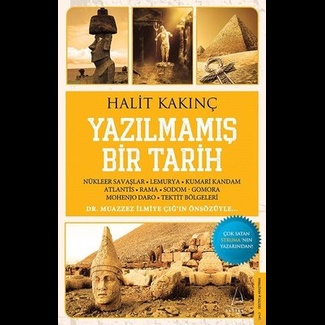 HALİT KAKINÇ
YAZILMAMIŞ
BİR TARİH
NÜKLEER SAVAŞLAR • LEMURYA • KUMARİ KANDAM
ATLANTİS • RAMA • SODOM - GOMORA
MOHENJO DARO • TEKTİT BÖLGELERİ
DR. MUAZZEZ İLMİYE ÇIĞ'IN ÖNSÖZÜYLE...
ÇOK SATAN
STRUMA'NIN
YAZARINDAN!